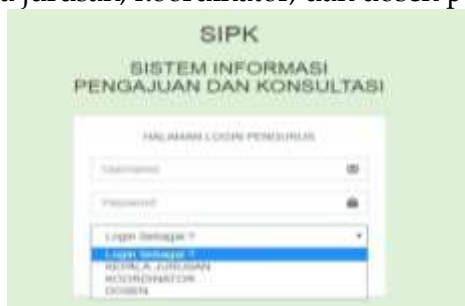 a jurusan, koordinator, dan dosen p
SIPK
SISTEM INFORMASI
PENGAJUAN DAN KONSULTASI
HALAMAN LOGIN PENGURUS
Username
Password
Login Sebagai ?
Login Sebagai ?
KEPALA JURUSAN
KOORDINATOR
DOSEN